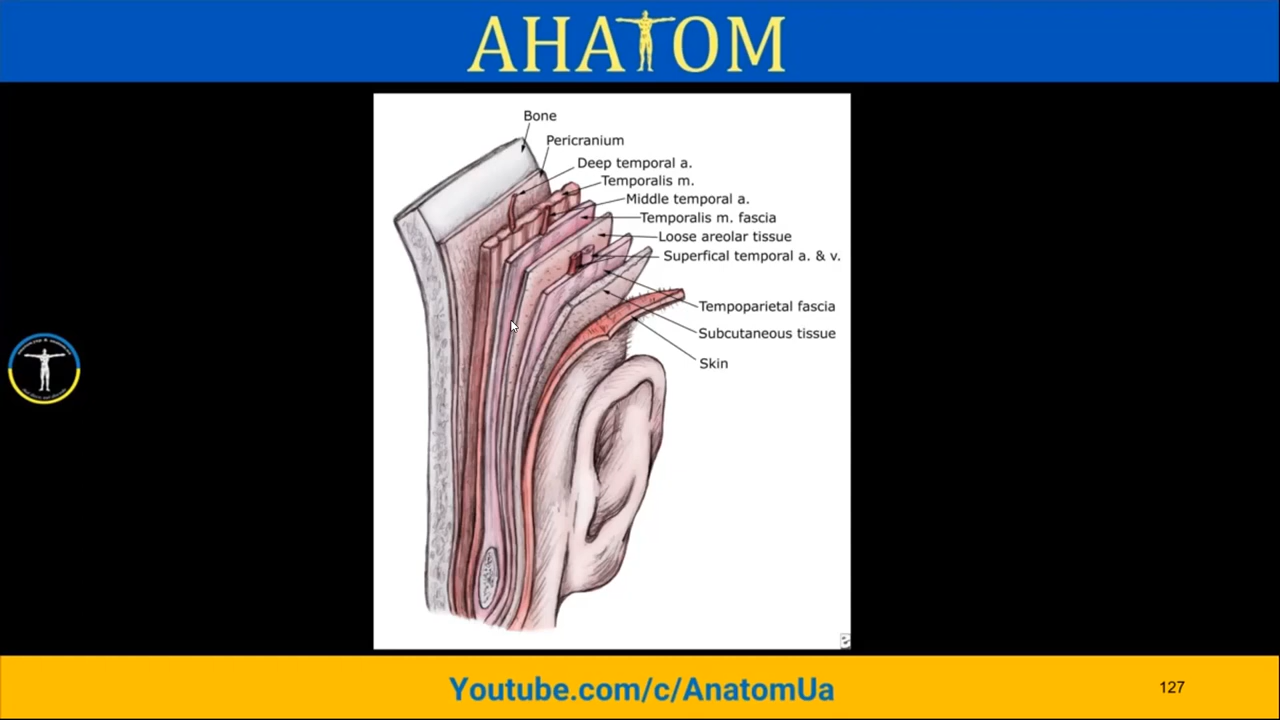 АНАТОМ
Bone
Pericranium
Deep temporal a.
Temporalis m.
Middle temporal a.
Temporalis m. fascia
Loose areolar tissue
Superfical temporal a. & v.
Tempoparietal fascia
Subcutaneous tissue
Skin
Youtube.com/c/AnatomUa
127